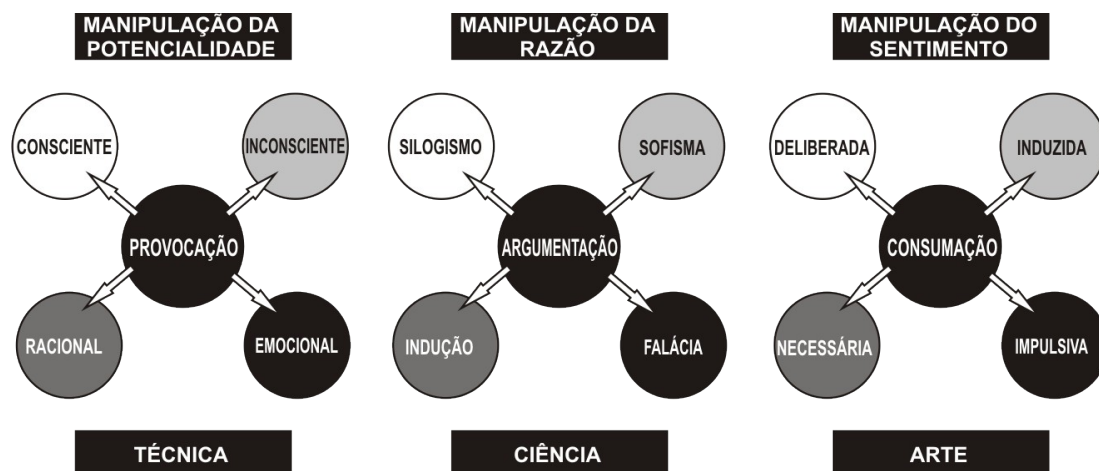 MANIPULAÇÃO DA
POTENCIALIDADE
CONSCIENTE
INCONSCIENTE
PROVOCAÇÃO
RACIONAL
EMOCIONAL
TÉCNICA
MANIPULAÇÃO DA
RAZÃO
SILOGISMO
SOFISMA
ARGUMENTAÇÃO
INDUÇÃO
FALÁCIA
CIÊNCIA
MANIPULAÇÃO DO
SENTIMENTO
DELIBERADA
INDUZIDA
CONSUMAÇÃO
NECESSÁRIA
IMPULSIVA
ARTE